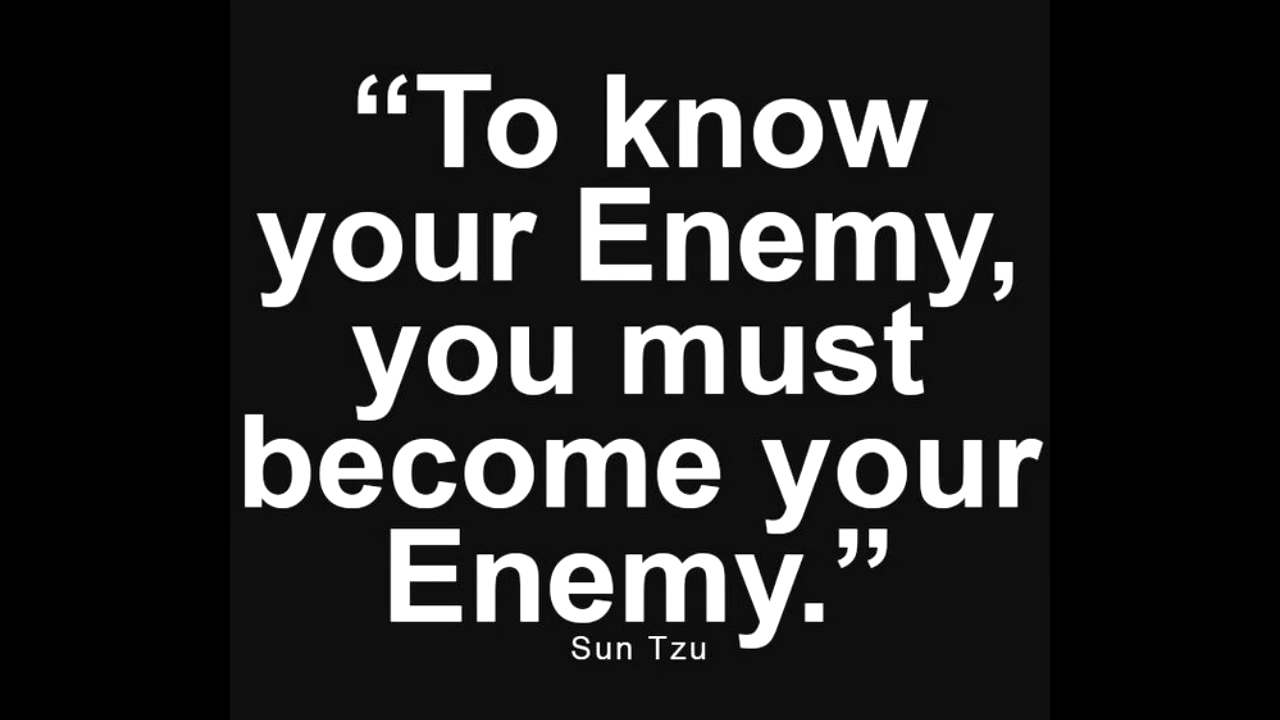 “To know
your Enemy,
you must
become your
Enemy.”
Sun Tzu